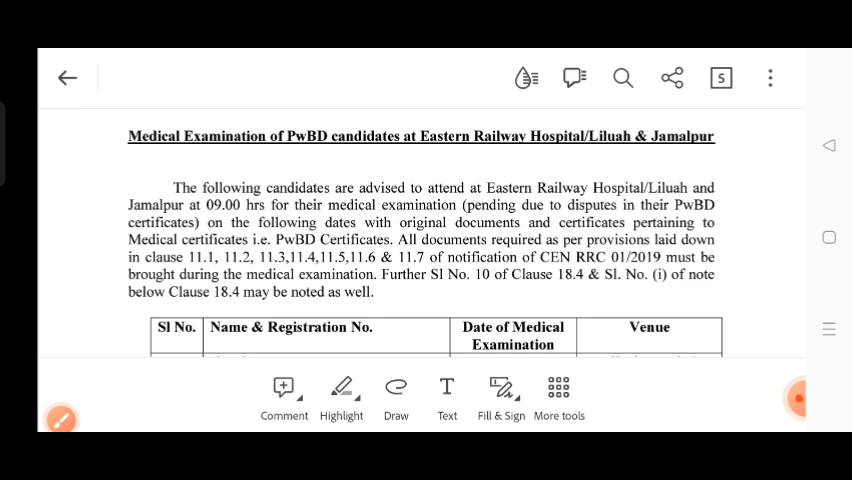 5
Medical Examination of PwBD candidates at Eastern Railway Hospital/Liluah & Jamalpur
The following candidates are advised to attend at Eastern Railway Hospital/Liluah and
Jamalpur at 09.00 hrs for their medical examination (pending due to disputes in their PwBD
certificates) on the following dates with original documents and certificates pertaining to
Medical certificates i.e. PwBD Certificates. All documents required as per provisions laid down
in clause 11.1, 11.2, 11.3,11.4,11.5,11.6 & 11.7 of notification of CEN RRC 01/2019 must be
brought during the medical examination. Further Sl No. 10 of Clause 18.4 & Sl. No. (i) of note
below Clause 18.4 may be noted as well.
Sl No. Name & Registration No. Date of Medical Examination Venue
Comment Highlight Draw Text Fill & Sign More tools